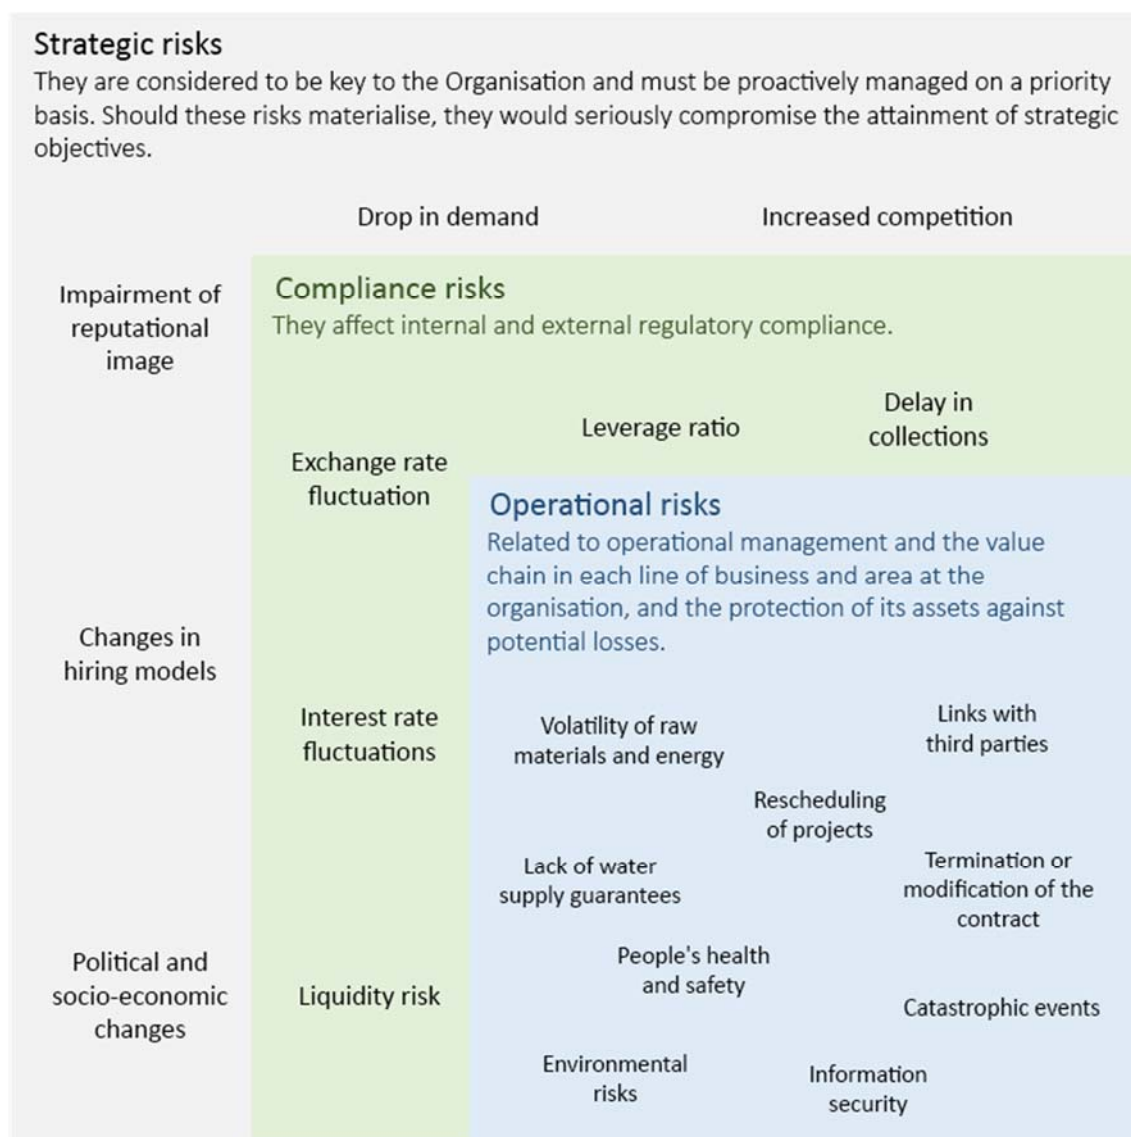 Strategic risks
They are considered to be key to the Organisation and must be proactively managed on a priority
basis. Should these risks materialise, they would seriously compromise the attainment of strategic
objectives.
Drop in demand
Increased competition
Impairment of
reputational
image
Changes in
hiring models
Political and
socio-economic
changes
Compliance risks
They affect internal and external regulatory compliance.
Leverage ratio
Delay in
collections
Exchange rate
fluctuation
Interest rate
fluctuations
Liquidity risk
Operational risks
Related to operational management and the value
chain in each line of business and area at the
organisation, and the protection of its assets against
potential losses.
Volatility of raw
materials and energy
Links with
third parties
Rescheduling
of projects
Lack of water
supply guarantees
Termination or
modification of the
contract
People's health
and safety
Catastrophic events
Environmental
risks
Information
security